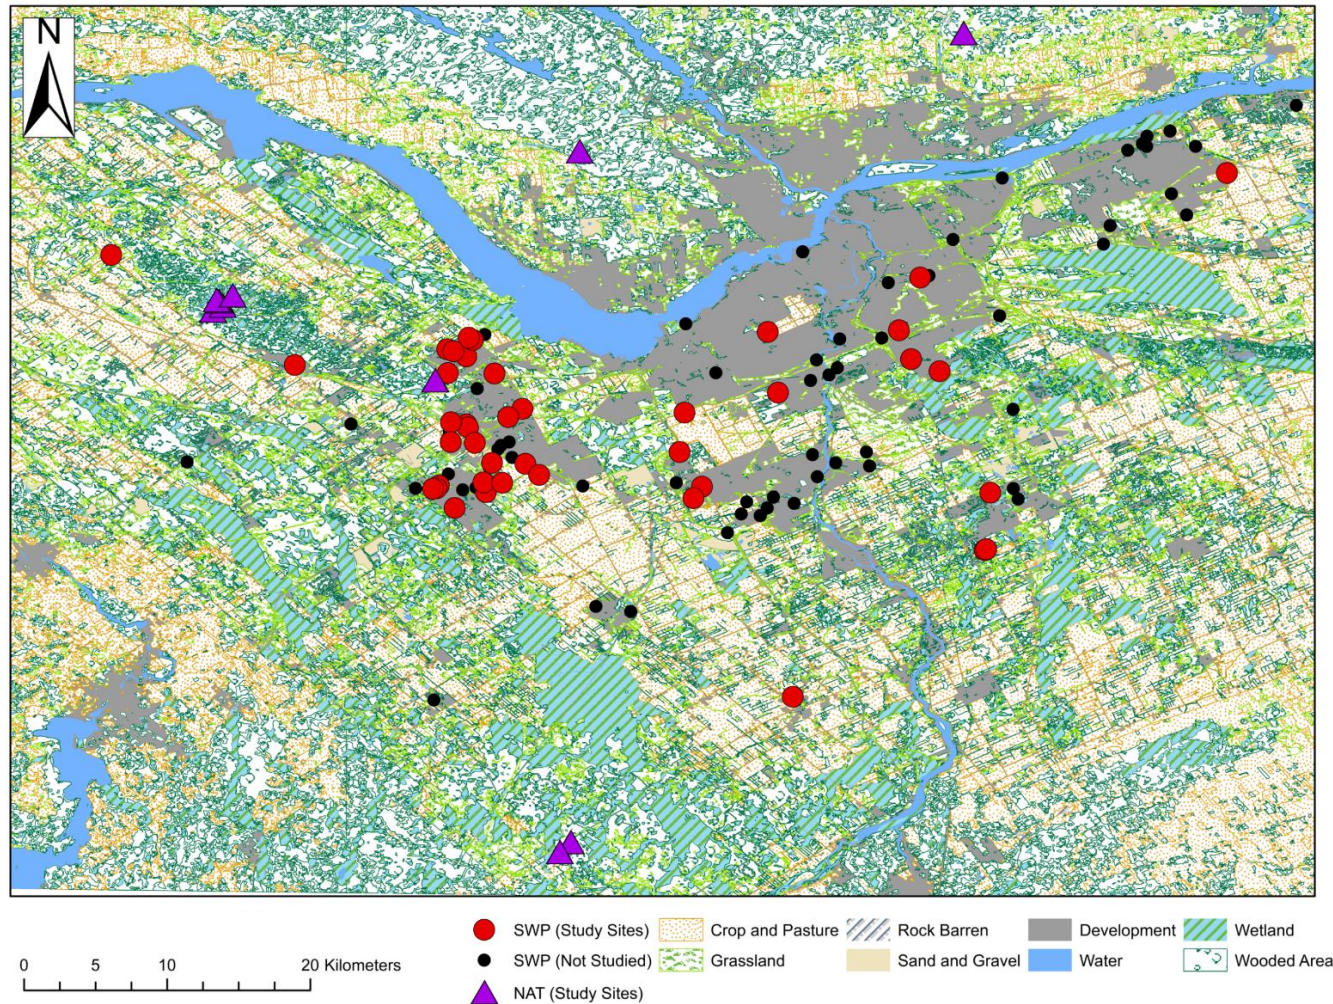 N
SWP (Study Sites) Crop and Pasture Rock Barren Development Wetland
SWP (Not Studied) Grassland Sand and Gravel Water Wooded Area
NAT (Study Sites)
0 5 10 20 Kilometers